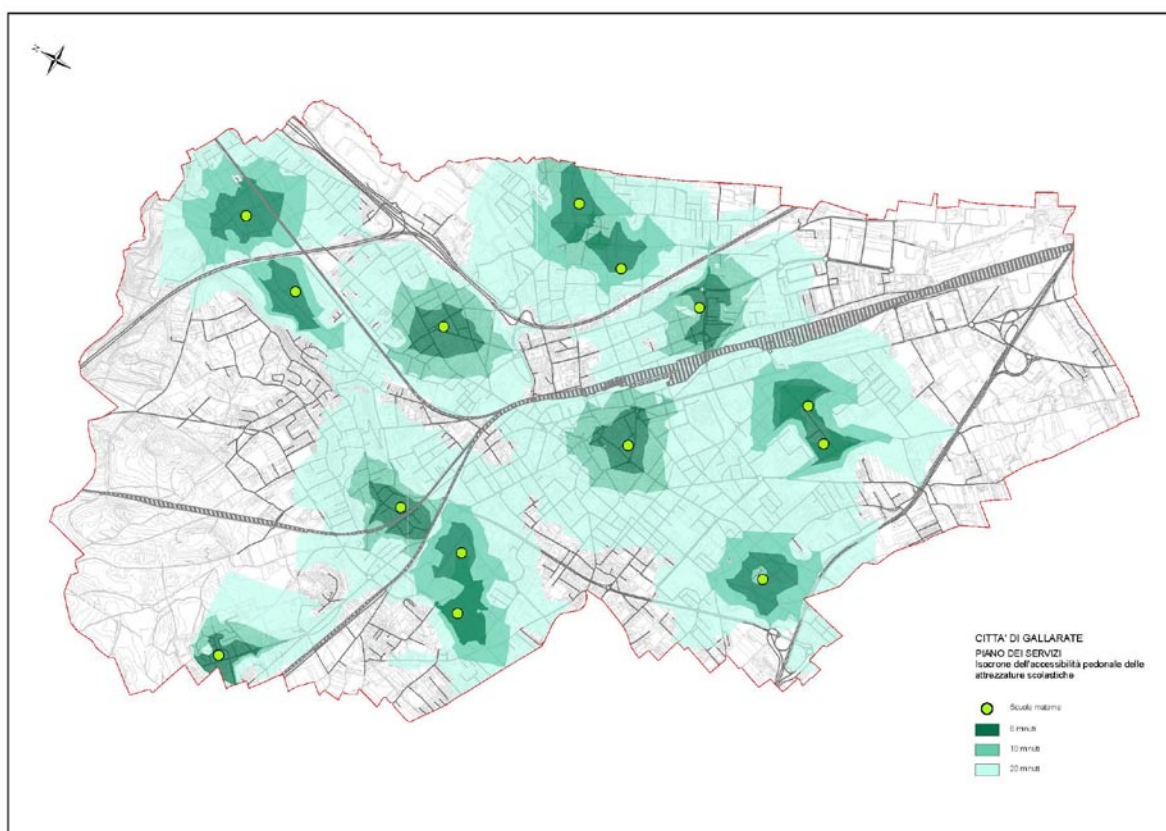 N
CITTA' DI GALLARATE
PIANO DEI SERVIZI
Isocrone dell'accessibilità pedonale delle
attrezzature scolastiche
Scuole materne
5 minuti
10 minuti
20 minuti